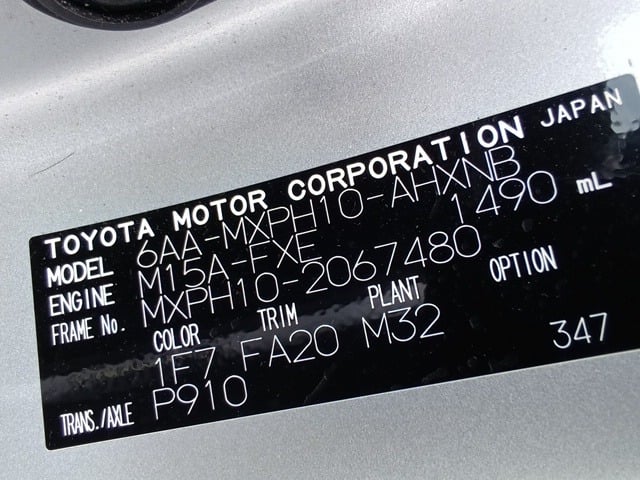 TOYOTA MOTOR CORPORATION JAPAN
MODEL 6AA-MXPH10-AHXNB
ENGINE M15A-FXE 1490 mL
FRAME No. MXPH10-2067480
COLOR TRIM PLANT OPTION
1F7 FA20 M32
TRANS./AXLE P910 347